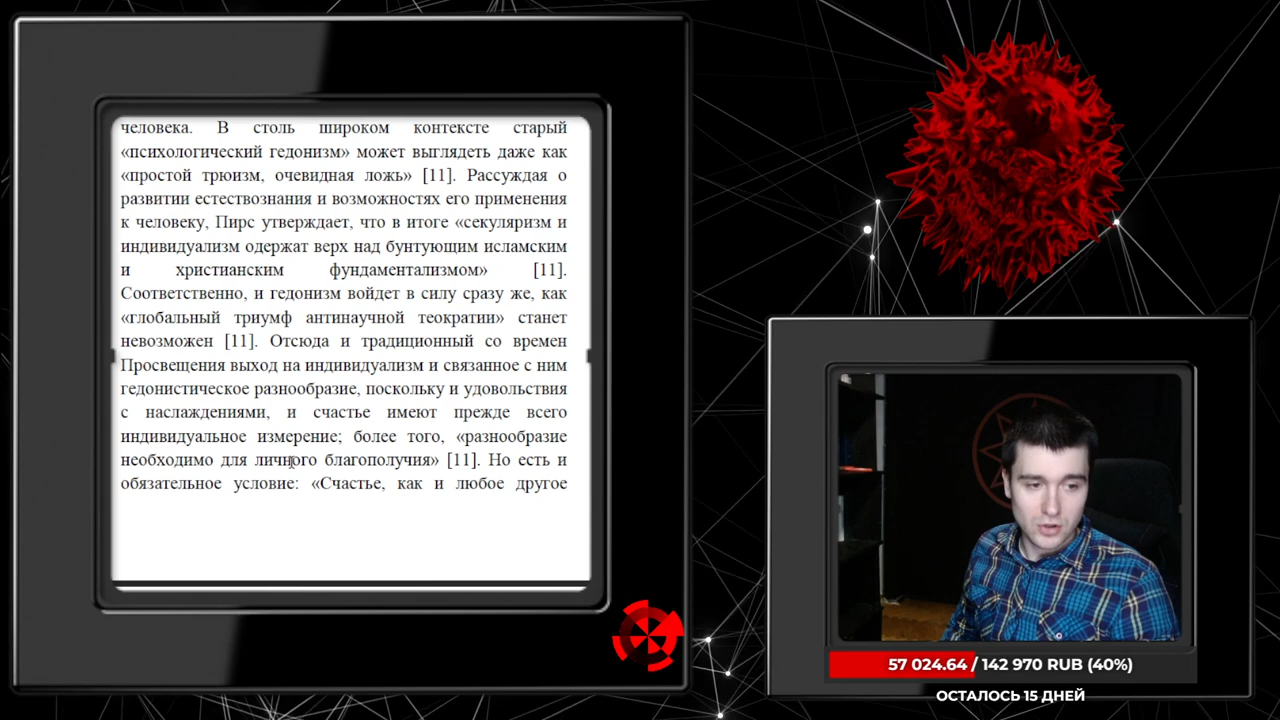 человека. В столь широком контексте старый
«психологический гедонизм» может выглядеть даже как
«простой трюизм, очевидная ложь» [11]. Рассуждая о
развитии естествознания и возможностях его применения
к человеку, Пирс утверждает, что в итоге «секуляризм и
индивидуализм одержат верх над бунтующим исламским
и христианским фундаментализмом» [11].
Соответственно, и гедонизм войдет в силу сразу же, как
«глобальный триумф антинаучной теократии» станет
невозможен [11]. Отсюда и традиционный со времен
Просвещения выход на индивидуализм и связанное с ним
гедонистическое разнообразие, поскольку и удовольствия
с наслаждениями, и счастье имеют прежде всего
индивидуальное измерение; более того, «разнообразие
необходимо для личного благополучия» [11]. Но есть и
обязательное условие: «Счастье, как и любое другое
57 024.64 / 142 970 RUB (40%)
ОСТАЛОСЬ 15 ДНЕЙ